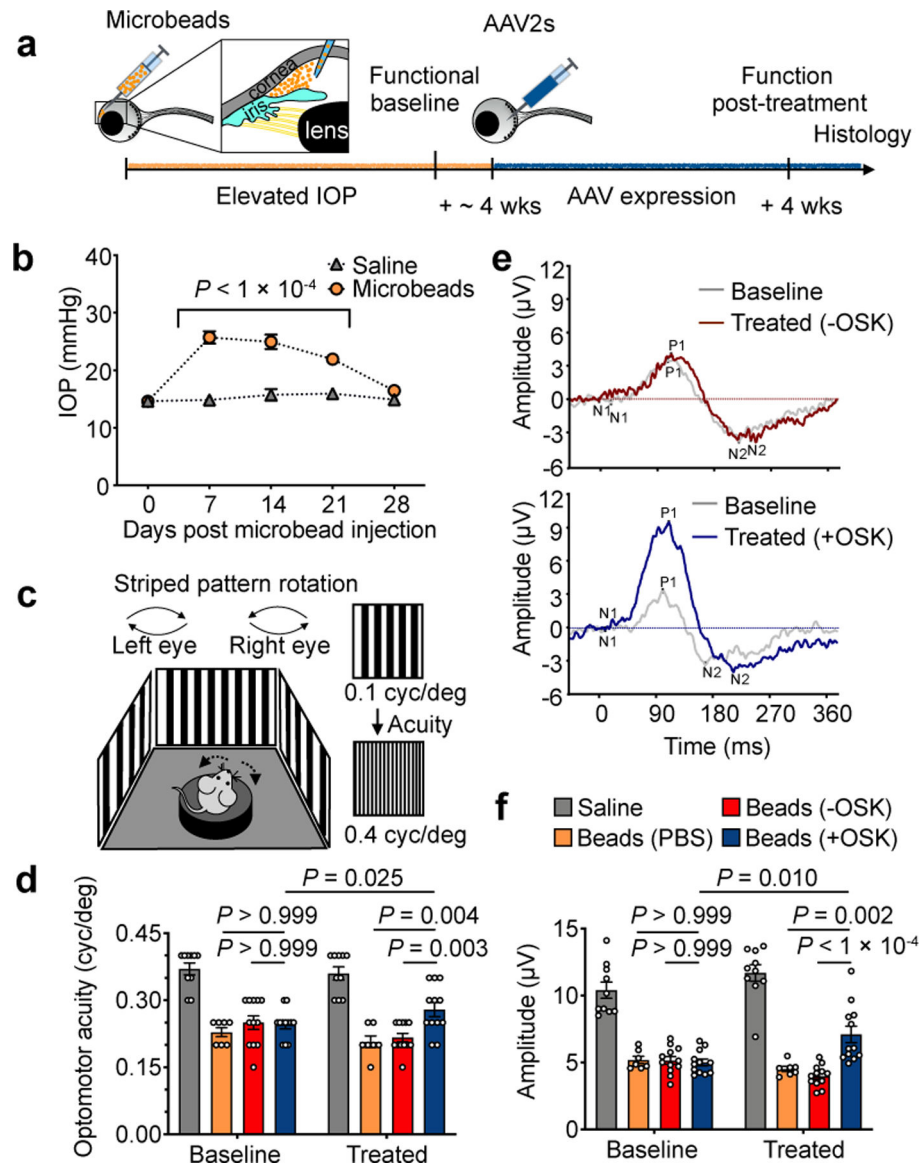 a
Microbeads
cornea
iris
lens
Functional
baseline
AAV2s
Function
post-treatment
Histology
Elevated IOP
+ ~ 4 wks
AAV expression
+ 4 wks
b
IOP (mmHg)
40
30
20
10
0
Saline
Microbeads
P < 1 × 10⁻⁴
0 7 14 21 28
Days post microbead injection
c
Striped pattern rotation
Left eye Right eye
0.1 cyc/deg
Acuity
0.4 cyc/deg
d
Optomotor acuity (cyc/deg)
0.45
0.30
0.15
0.00
P = 0.025
P > 0.999
P = 0.004
P > 0.999
P = 0.003
Baseline Treated
e
Amplitude (µV)
12
9
6
3
0
-3
-6
Baseline
Treated (-OSK)
P1
P1
N1
N1
N2
N2
Amplitude (µV)
12
9
6
3
0
-3
-6
Baseline
Treated (+OSK)
P1
P1
N1
N1
N2
N2
0 90 180 270 360
Time (ms)
f
Saline
Beads (-OSK)
Beads (PBS)
Beads (+OSK)
Amplitude (µV)
15
10
5
0
P = 0.010
P > 0.999
P = 0.002
P > 0.999
P < 1 × 10⁻⁴
Baseline Treated